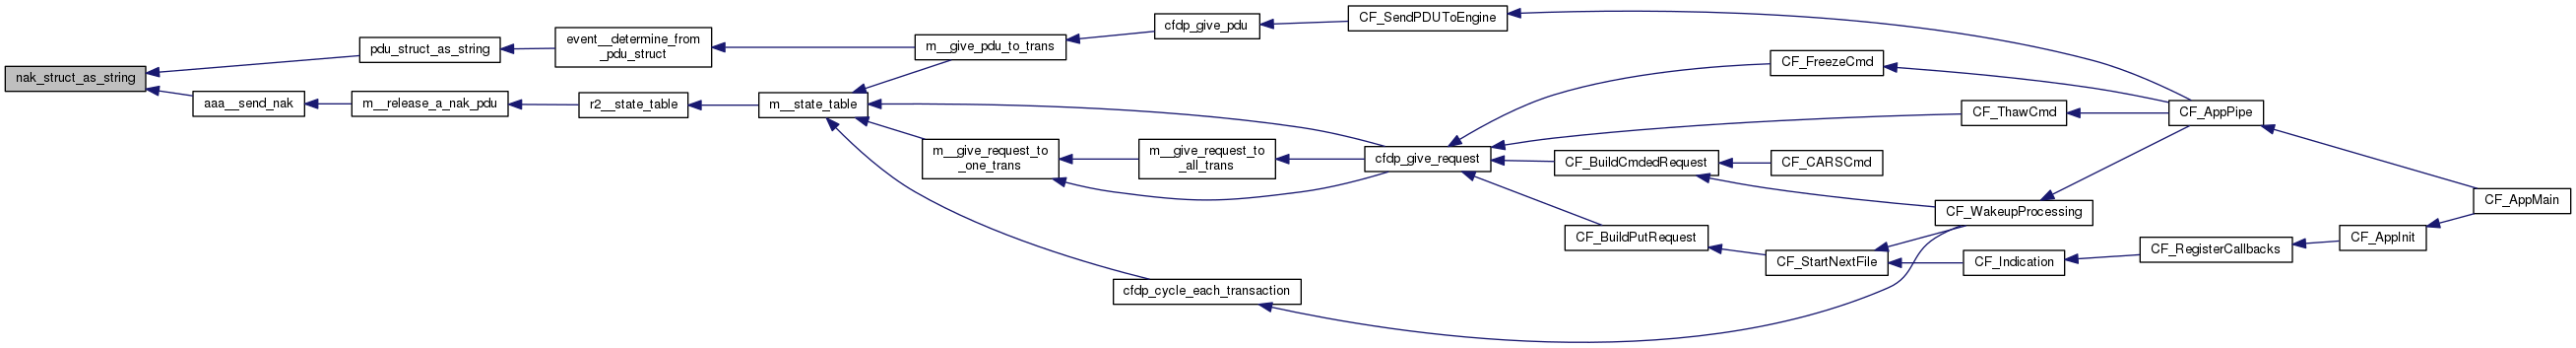 nak_struct_as_string
pdu_struct_as_string
event__determine_from
_pdu_struct
m__give_pdu_to_trans
cfdp_give_pdu
CF_SendPDUToEngine
aaa__send_nak
m__release_a_nak_pdu
r2__state_table
m__state_table
m__give_request_to
_one_trans
m__give_request_to
_all_trans
cfdp_give_request
cfdp_cycle_each_transaction
CF_FreezeCmd
CF_ThawCmd
CF_BuildCmdedRequest
CF_CARSCmd
CF_BuildPutRequest
CF_StartNextFile
CF_WakeupProcessing
CF_Indication
CF_RegisterCallbacks
CF_AppInit
CF_AppPipe
CF_AppMain